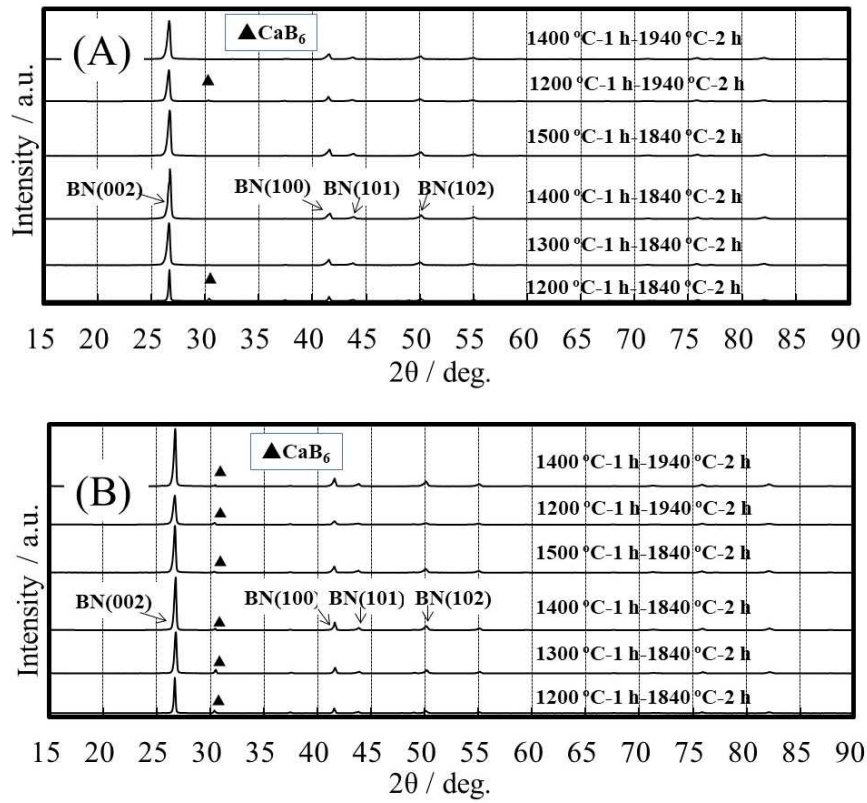 (A)
▲CaB₆
1400 ºC-1 h-1940 ºC-2 h
▲
1200 ºC-1 h-1940 ºC-2 h
1500 ºC-1 h-1840 ºC-2 h
BN(002)
BN(100)
BN(101)
BN(102)
1400 ºC-1 h-1840 ºC-2 h
1300 ºC-1 h-1840 ºC-2 h
▲
1200 ºC-1 h-1840 ºC-2 h
Intensity / a.u.
15 20 25 30 35 40 45 50 55 60 65 70 75 80 85 90
2θ / deg.
(B)
▲CaB₆
1400 ºC-1 h-1940 ºC-2 h
▲
1200 ºC-1 h-1940 ºC-2 h
▲
1500 ºC-1 h-1840 ºC-2 h
▲
BN(002)
BN(100)
BN(101)
BN(102)
1400 ºC-1 h-1840 ºC-2 h
▲
1300 ºC-1 h-1840 ºC-2 h
▲
1200 ºC-1 h-1840 ºC-2 h
▲
Intensity / a.u.
15 20 25 30 35 40 45 50 55 60 65 70 75 80 85 90
2θ / deg.